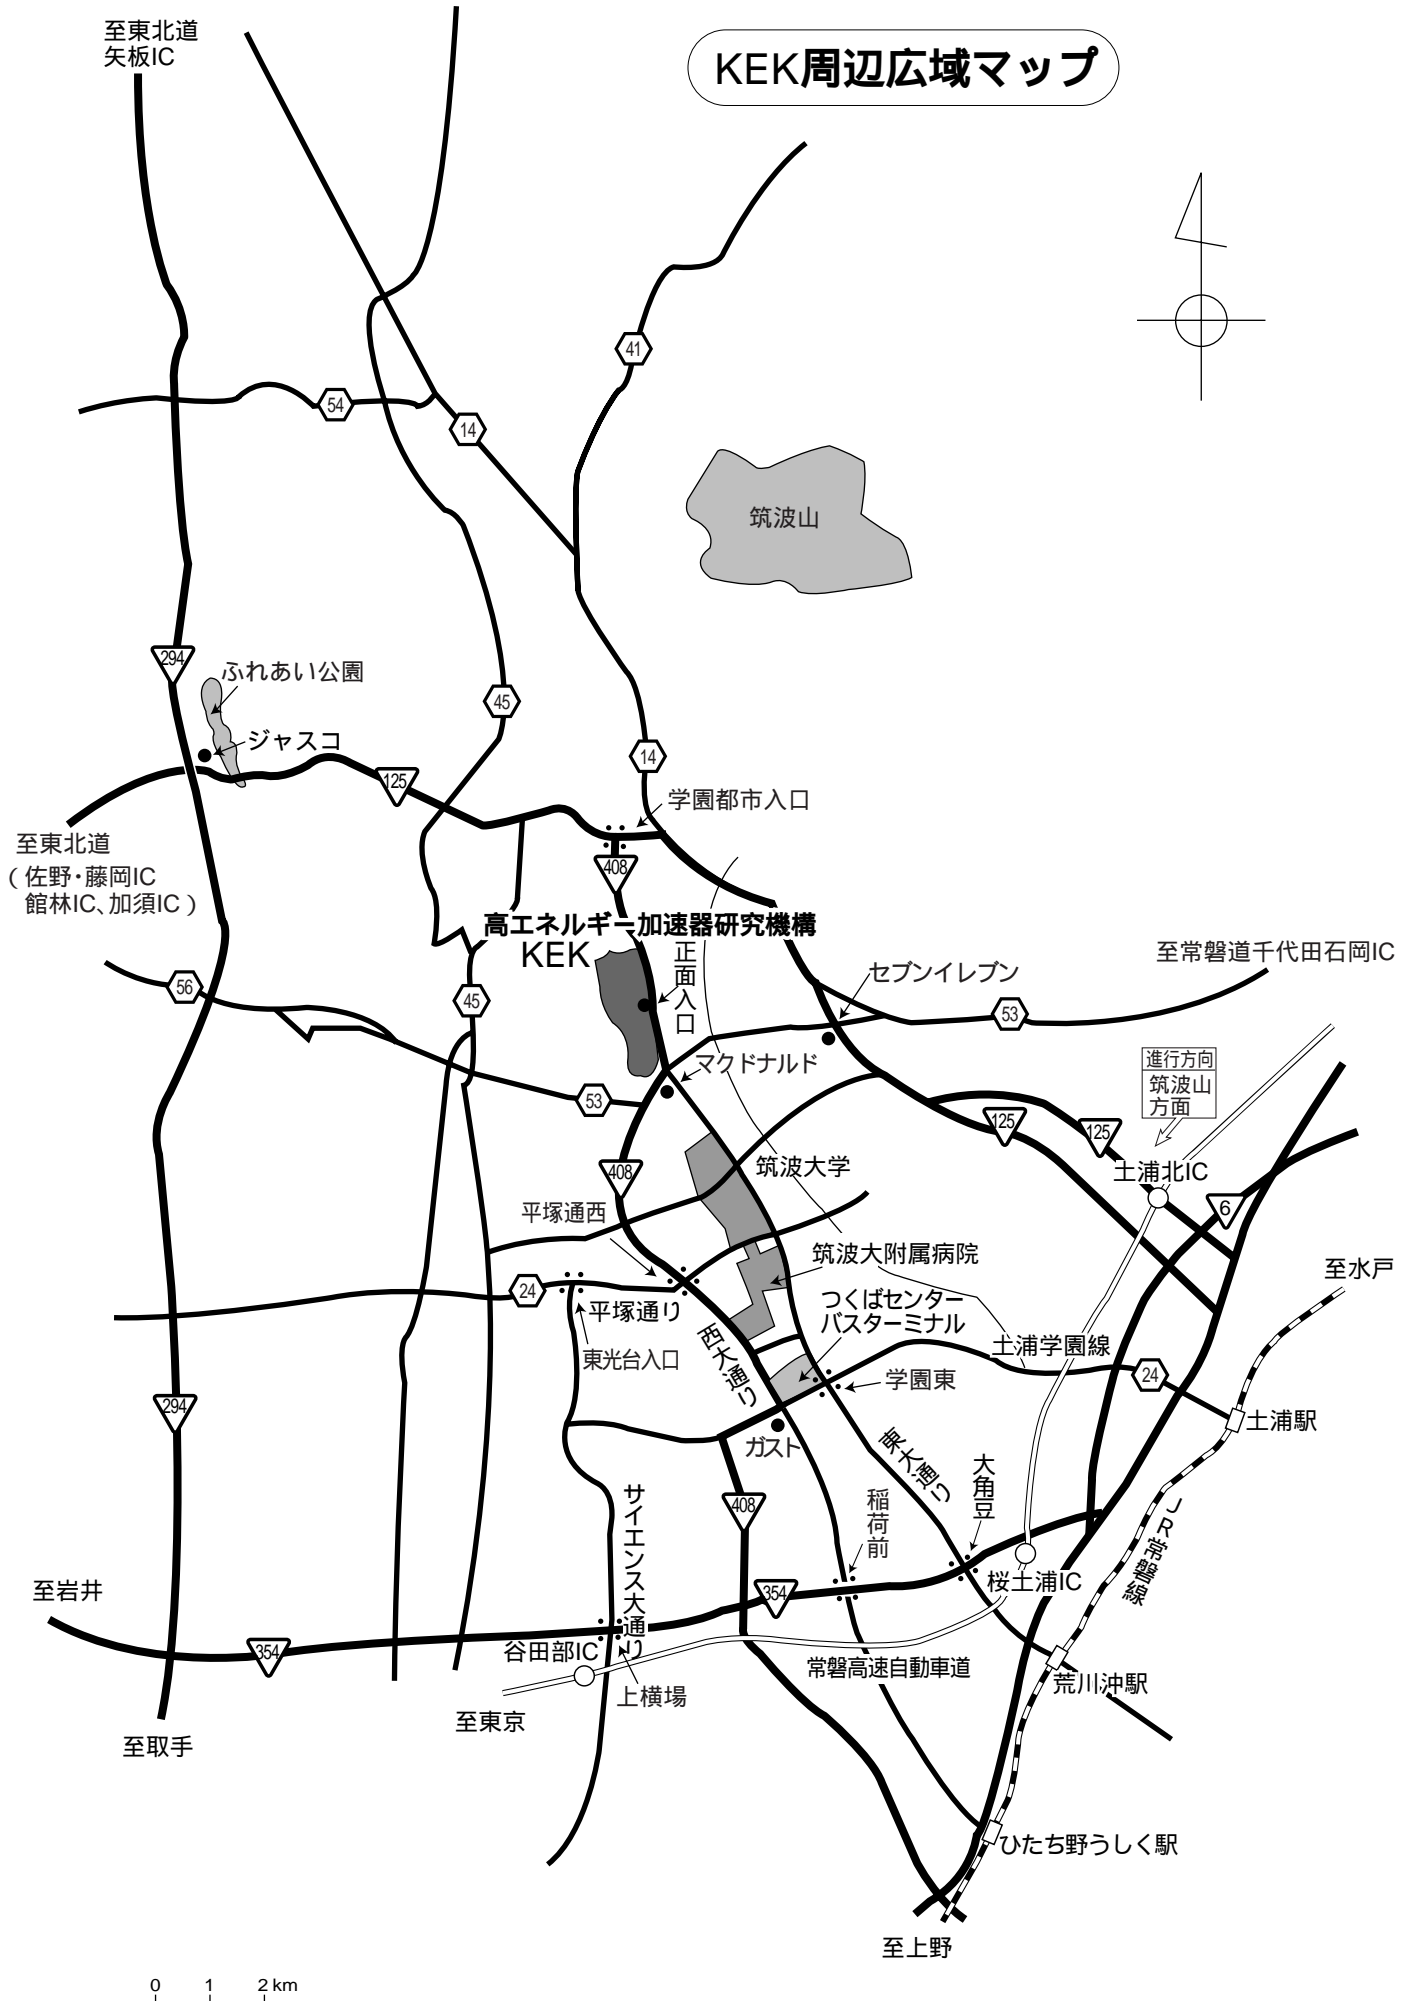 至東北道
矢板IC
KEK周辺広域マップ
41
54
14
筑波山
294
ふれあい公園
45
ジャスコ
14
125
学園都市入口
至東北道
（佐野・藤岡IC
館林IC、加須IC）
408
高エネルギー加速器研究機構
KEK
正面入口
至常磐道千代田石岡IC
セブンイレブン
56
45
53
マクドナルド
進行方向
筑波山
方面
53
125
125
筑波大学
土浦北IC
408
平塚通西
6
筑波大附属病院
至水戸
24
平塚通り
つくばセンター
バスターミナル
土浦学園線
西大通り
東光台入口
学園東
24
294
土浦駅
ガスト
東大通り
大角豆
サイエンス大通り
408
稲荷前
JR常磐線
至岩井
354
桜土浦IC
354
谷田部IC
常磐高速自動車道
上横場
荒川沖駅
至東京
至取手
ひたち野うしく駅
至上野
0 1 2 km